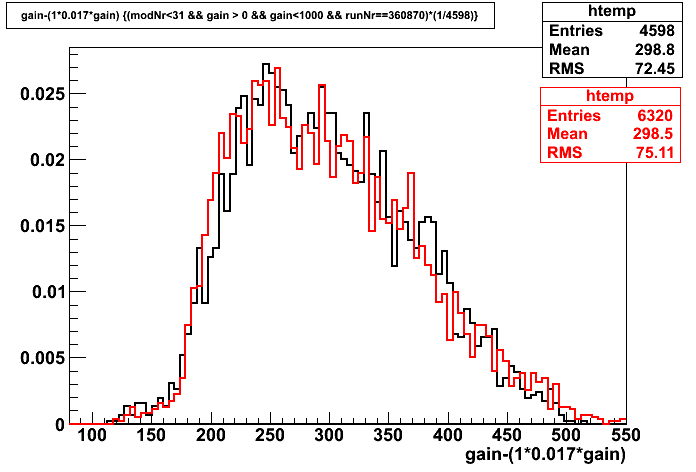 gain-(1*0.017*gain) {(modNr<31 && gain > 0 && gain<1000 && runNr==360870)*(1/4598)}
htemp
Entries 4598
Mean 298.8
RMS 72.45
htemp
Entries 6320
Mean 298.5
RMS 75.11
0.025
0.02
0.015
0.01
0.005
0
100 150 200 250 300 350 400 450 500 550
gain-(1*0.017*gain)